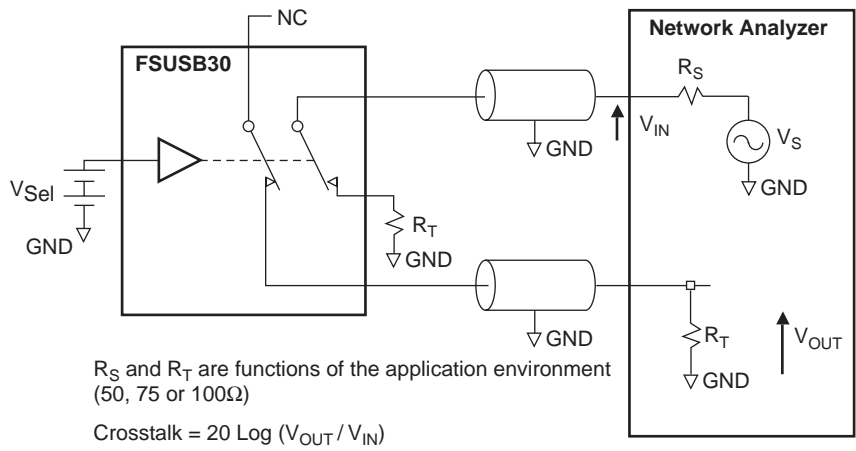 NC
Network Analyzer
FSUSB30
R_S
V_IN
V_S
GND
GND
V_Sel
R_T
GND
GND
GND
R_T
V_OUT
GND
R_S and R_T are functions of the application environment
(50, 75 or 100Ω)
Crosstalk = 20 Log (V_OUT / V_IN)